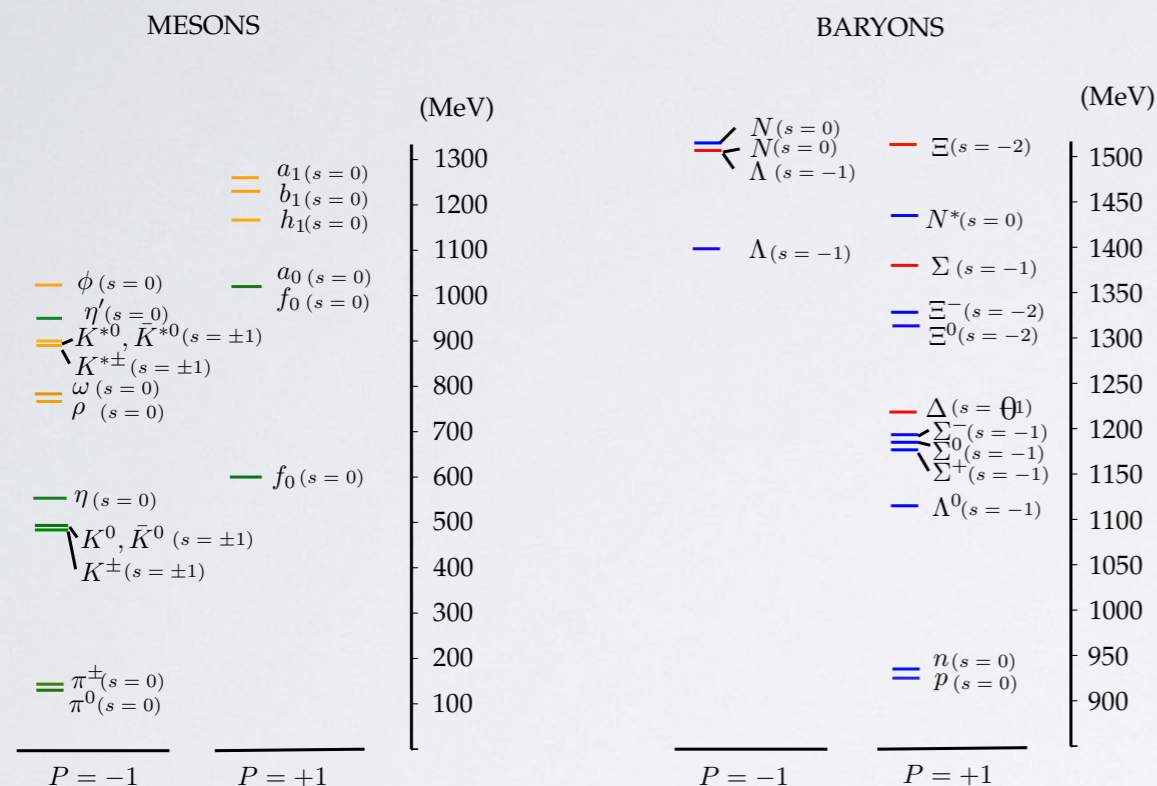 MESONS
BARYONS
(MeV)
1300
1200
1100
1000
900
800
700
600
500
400
300
200
100
ϕ (s = 0)
η′(s = 0)
K*⁰, K̄*⁰ (s = ±1)
K*± (s = ±1)
ω (s = 0)
ρ (s = 0)
η (s = 0)
K⁰, K̄⁰ (s = ±1)
K± (s = ±1)
π± (s = 0)
π⁰ (s = 0)
a₁ (s = 0)
b₁ (s = 0)
h₁ (s = 0)
a₀ (s = 0)
f₀ (s = 0)
f₀ (s = 0)
P = −1
P = +1
(MeV)
1500
1450
1400
1350
1300
1250
1200
1150
1100
1050
1000
950
900
N (s = 0)
N (s = 0)
Λ (s = −1)
Λ (s = −1)
Ξ (s = −2)
N* (s = 0)
Σ (s = −1)
Ξ⁻ (s = −2)
Ξ⁰ (s = −2)
Δ (s =
Σ⁻ (s = −1)
Σ⁰ (s = −1)
Σ⁺ (s = −1)
Λ⁰ (s = −1)
n (s = 0)
p (s = 0)
P = −1
P = +1